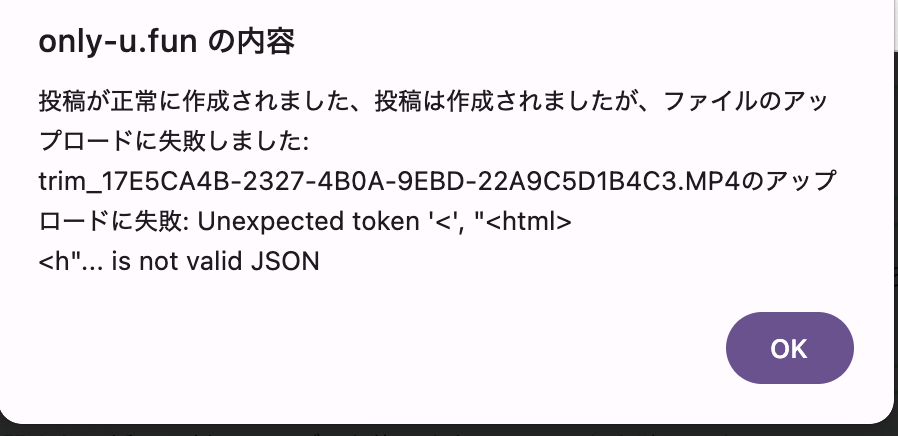 only-u.fun の内容
投稿が正常に作成されました、投稿は作成されましたが、ファイルのアッ
プロードに失敗しました:
trim_17E5CA4B-2327-4B0A-9EBD-22A9C5D1B4C3.MP4のアップ
ロードに失敗: Unexpected token '<', "<html>
<h"... is not valid JSON
OK